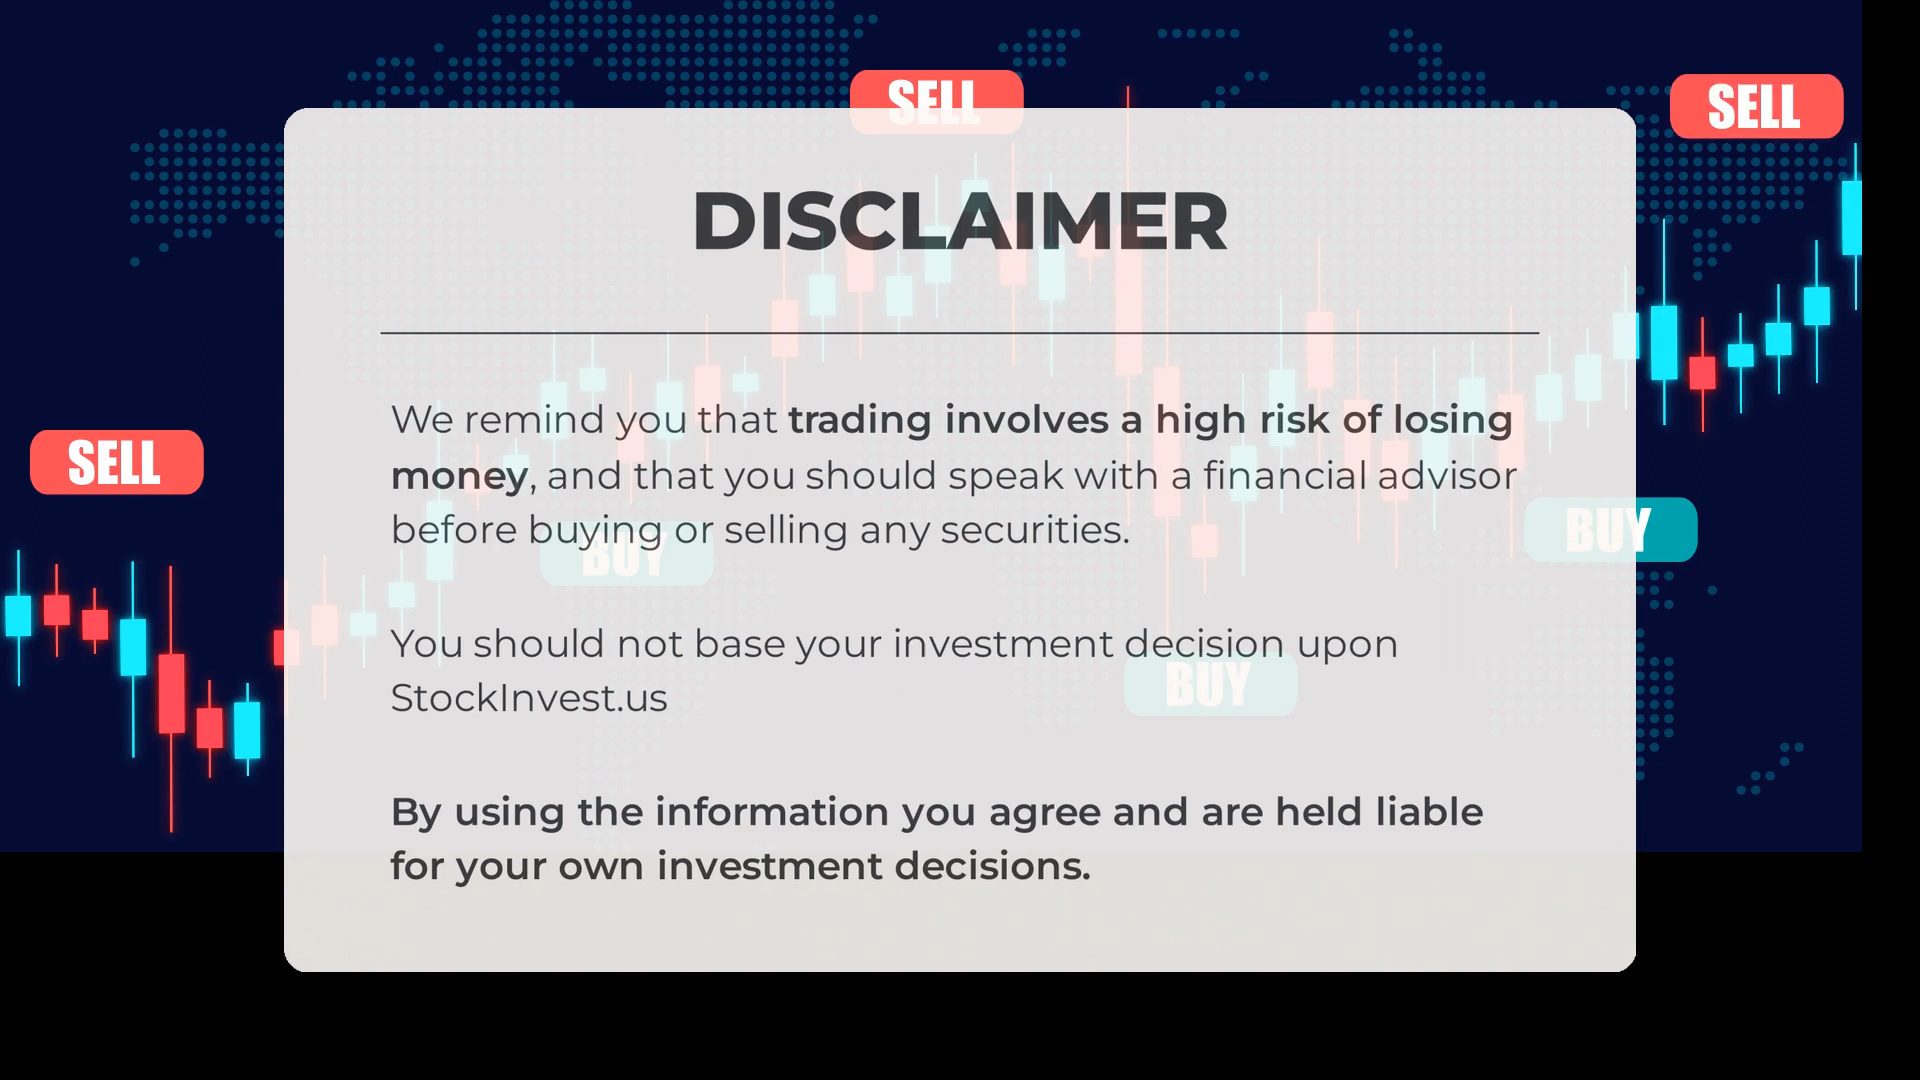 SELL
SELL
DISCLAIMER
We remind you that trading involves a high risk of losing
money, and that you should speak with a financial advisor
before buying or selling any securities.
SELL
BUY
BUY
You should not base your investment decision upon
StockInvest.us
BUY
By using the information you agree and are held liable
for your own investment decisions.